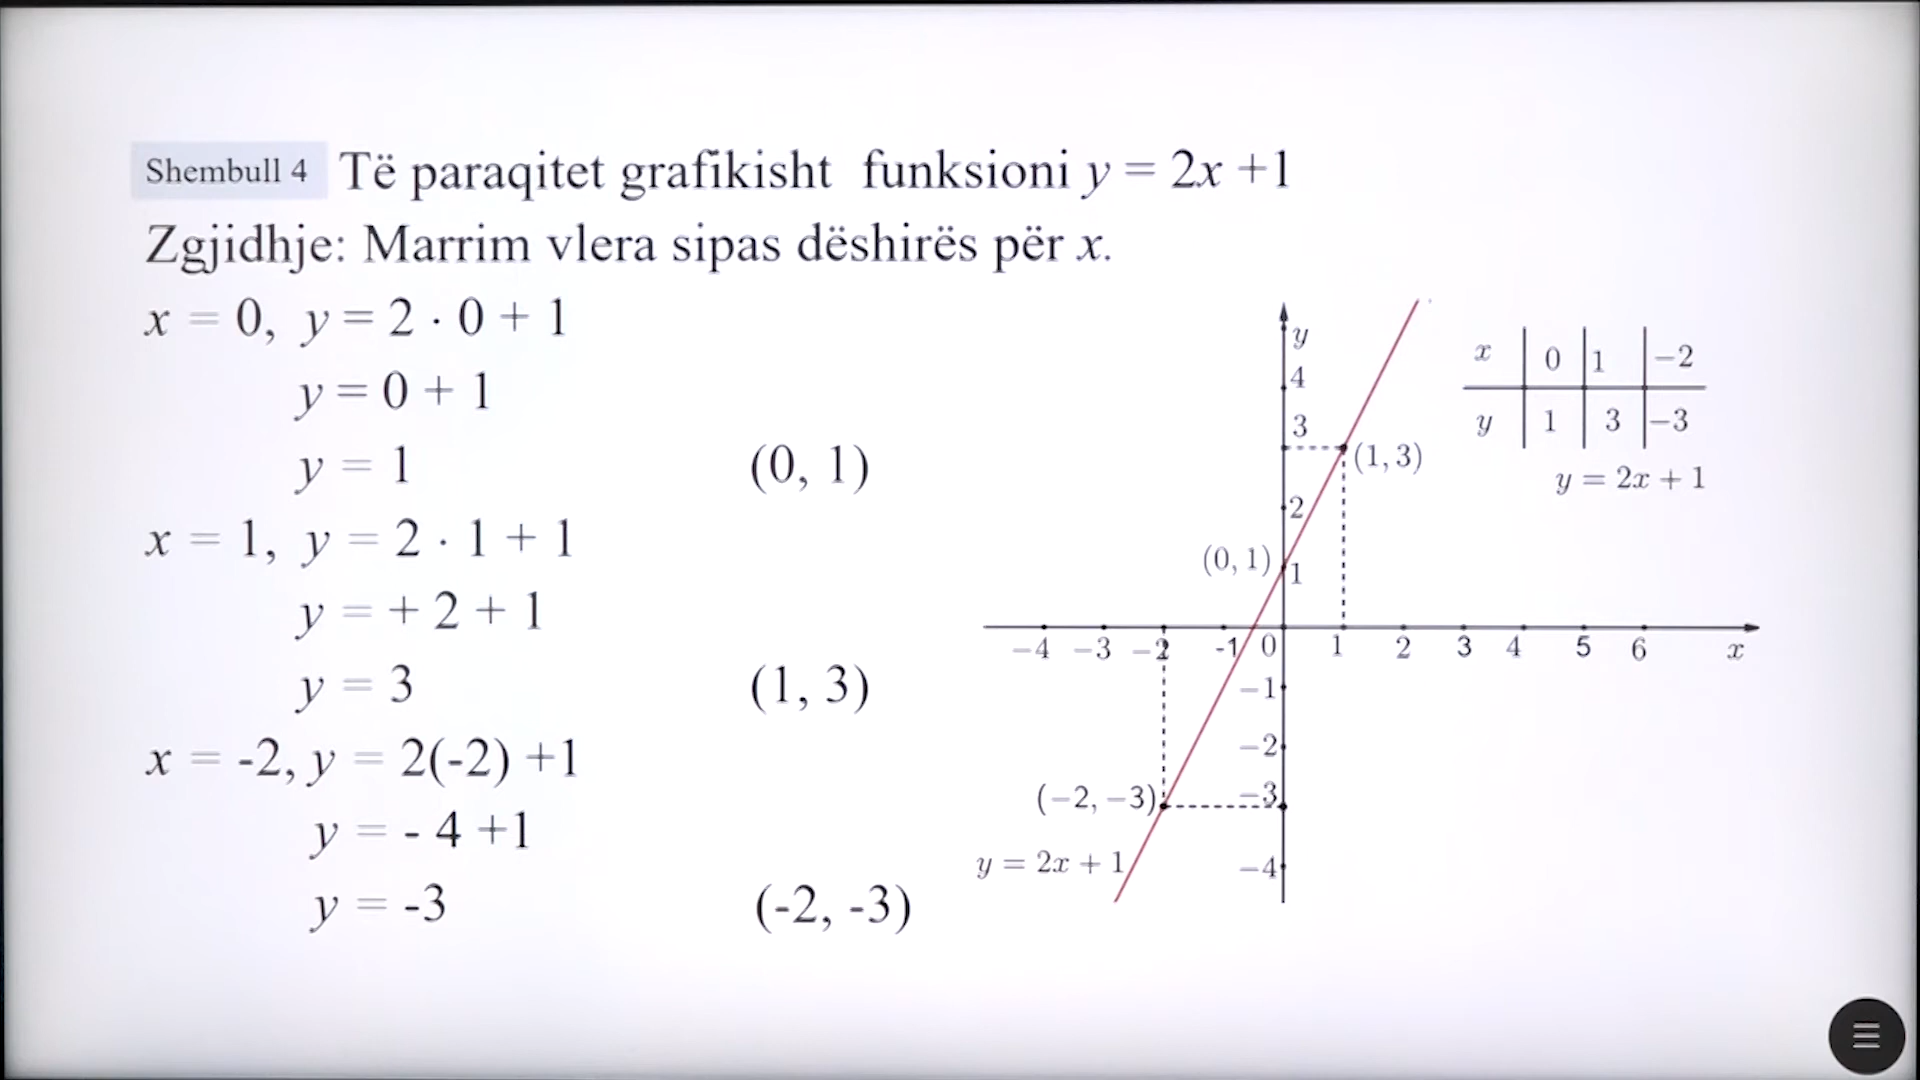 Shembull 4 Të paraqitet grafikisht funksioni y = 2x +1
Zgjidhje: Marrim vlera sipas dëshirës për x.
x = 0, y = 2 · 0 + 1
y = 0 + 1
y = 1 (0, 1)
x = 1, y = 2 · 1 + 1
y = + 2 + 1
y = 3 (1, 3)
x = -2, y = 2(-2) +1
y = - 4 +1
y = -3 (-2, -3)
y
4
3
(1, 3)
2
(0, 1)
1
−4 −3 −2 -1 0 1 2 3 4 5 6 x
−1
−2
(−2, −3) −3
y = 2x + 1
−4
x 0 1 −2
y 1 3 −3
y = 2x + 1